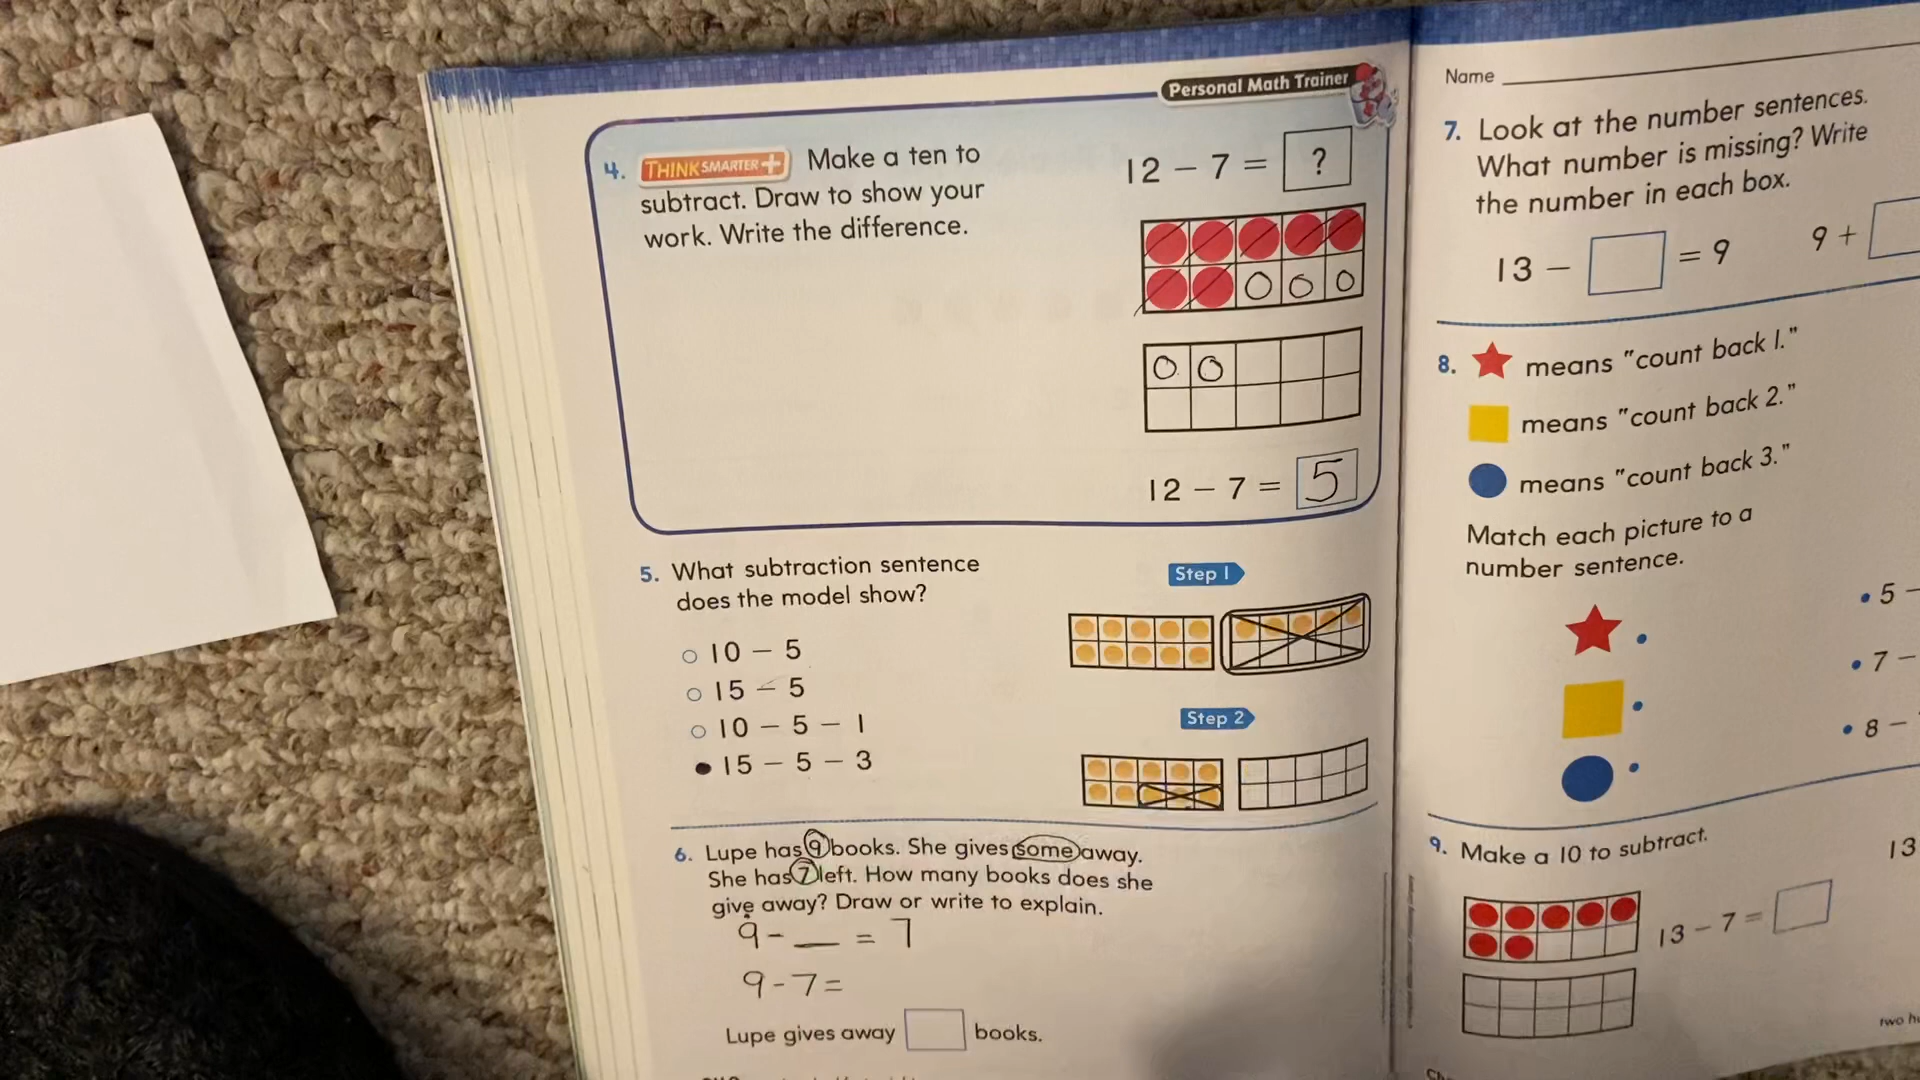 Personal Math Trainer
4. THINK SMARTER + Make a ten to
subtract. Draw to show your
work. Write the difference.
12 − 7 = ?
12 − 7 = 5
5. What subtraction sentence
does the model show?
10 − 5
15 − 5
10 − 5 − 1
15 − 5 − 3
Step 1
Step 2
6. Lupe has 9 books. She gives some away.
She has 7 left. How many books does she
give away? Draw or write to explain.
9 - __ = 7
9 - 7 =
Lupe gives away books.
Name
7. Look at the number sentences.
What number is missing? Write
the number in each box.
13 − = 9
9 +
8. means "count back 1."
means "count back 2."
means "count back 3."
Match each picture to a
number sentence.
• 5 −
• 7 −
• 8 −
9. Make a 10 to subtract.
13
13 − 7 =
two